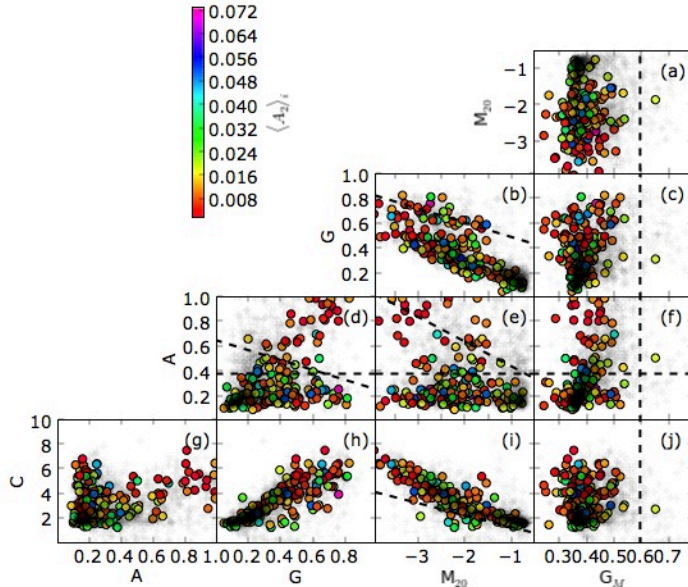 0.072
0.064
0.056
0.048
0.040
0.032
0.024
0.016
0.008
⟨A₂⟩ᵢ
(a)
−1
−2
−3
M₂₀
(b)
(c)
1.0
0.8
0.6
0.4
0.2
G
(d)
(e)
(f)
1.0
0.8
0.6
0.4
0.2
A
(g)
(h)
(i)
(j)
10
8
6
4
2
C
0.2 0.4 0.6 0.8 1.0 0.2 0.4 0.6 0.8 −3 −2 −1 0.3 0.4 0.5 0.6 0.7
A G M₂₀ G_M